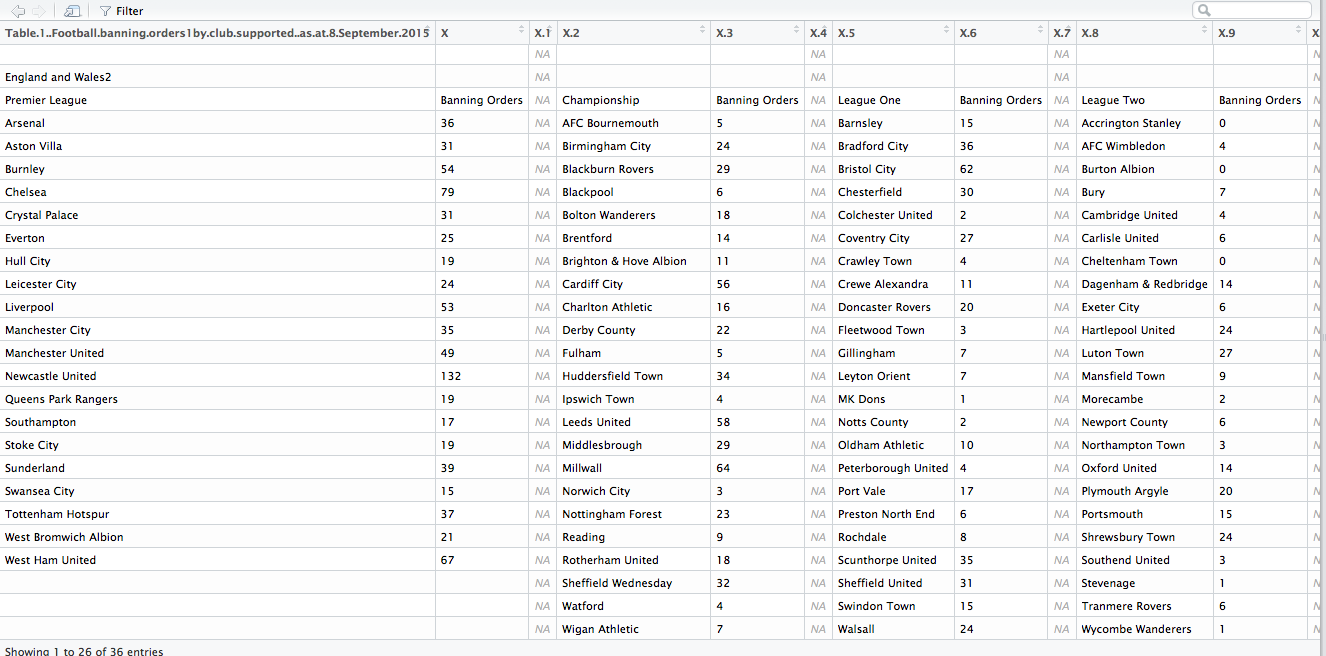 Filter
Table.1..Football.banning.orders1by.club.supported..as.at.8.September.2015 X X.1 X.2 X.3 X.4 X.5 X.6 X.7 X.8 X.9 X
NA NA NA N
England and Wales2 NA NA NA N
Premier League Banning Orders NA Championship Banning Orders NA League One Banning Orders NA League Two Banning Orders N
Arsenal 36 NA AFC Bournemouth 5 NA Barnsley 15 NA Accrington Stanley 0 N
Aston Villa 31 NA Birmingham City 24 NA Bradford City 36 NA AFC Wimbledon 4 N
Burnley 54 NA Blackburn Rovers 29 NA Bristol City 62 NA Burton Albion 0 N
Chelsea 79 NA Blackpool 6 NA Chesterfield 30 NA Bury 7 N
Crystal Palace 31 NA Bolton Wanderers 18 NA Colchester United 2 NA Cambridge United 4 N
Everton 25 NA Brentford 14 NA Coventry City 27 NA Carlisle United 6 N
Hull City 19 NA Brighton & Hove Albion 11 NA Crawley Town 4 NA Cheltenham Town 0 N
Leicester City 24 NA Cardiff City 56 NA Crewe Alexandra 11 NA Dagenham & Redbridge 14 N
Liverpool 53 NA Charlton Athletic 16 NA Doncaster Rovers 20 NA Exeter City 6 N
Manchester City 35 NA Derby County 22 NA Fleetwood Town 3 NA Hartlepool United 24 N
Manchester United 49 NA Fulham 5 NA Gillingham 7 NA Luton Town 27 N
Newcastle United 132 NA Huddersfield Town 34 NA Leyton Orient 7 NA Mansfield Town 9 N
Queens Park Rangers 19 NA Ipswich Town 4 NA MK Dons 1 NA Morecambe 2 N
Southampton 17 NA Leeds United 58 NA Notts County 2 NA Newport County 6 N
Stoke City 19 NA Middlesbrough 29 NA Oldham Athletic 10 NA Northampton Town 3 N
Sunderland 39 NA Millwall 64 NA Peterborough United 4 NA Oxford United 14 N
Swansea City 15 NA Norwich City 3 NA Port Vale 17 NA Plymouth Argyle 20 N
Tottenham Hotspur 37 NA Nottingham Forest 23 NA Preston North End 6 NA Portsmouth 15 N
West Bromwich Albion 21 NA Reading 9 NA Rochdale 8 NA Shrewsbury Town 24 N
West Ham United 67 NA Rotherham United 18 NA Scunthorpe United 35 NA Southend United 3 N
NA Sheffield Wednesday 32 NA Sheffield United 31 NA Stevenage 1 N
NA Watford 4 NA Swindon Town 15 NA Tranmere Rovers 6 N
NA Wigan Athletic 7 NA Walsall 24 NA Wycombe Wanderers 1 N
Showing 1 to 26 of 36 entries